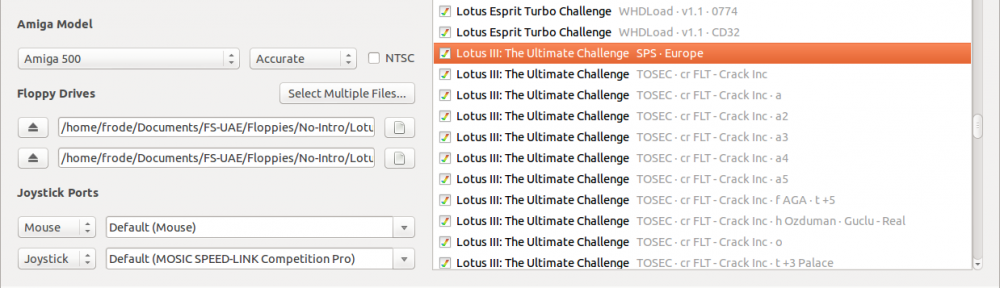 Amiga Model
Amiga 500
Accurate
NTSC
Floppy Drives
Select Multiple Files...
/home/frode/Documents/FS-UAE/Floppies/No-Intro/Lotu
/home/frode/Documents/FS-UAE/Floppies/No-Intro/Lotu
Joystick Ports
Mouse
Default (Mouse)
Joystick
Default (MOSIC SPEED-LINK Competition Pro)
Lotus Esprit Turbo Challenge WHDLoad · v1.1 · 0774
Lotus Esprit Turbo Challenge WHDLoad · v1.1 · CD32
Lotus III: The Ultimate Challenge SPS · Europe
Lotus III: The Ultimate Challenge TOSEC · cr FLT - Crack Inc
Lotus III: The Ultimate Challenge TOSEC · cr FLT - Crack Inc · a
Lotus III: The Ultimate Challenge TOSEC · cr FLT - Crack Inc · a2
Lotus III: The Ultimate Challenge TOSEC · cr FLT - Crack Inc · a3
Lotus III: The Ultimate Challenge TOSEC · cr FLT - Crack Inc · a4
Lotus III: The Ultimate Challenge TOSEC · cr FLT - Crack Inc · a5
Lotus III: The Ultimate Challenge TOSEC · cr FLT - Crack Inc · f AGA · t +5
Lotus III: The Ultimate Challenge TOSEC · cr FLT - Crack Inc · h Ozduman · Guclu - Real
Lotus III: The Ultimate Challenge TOSEC · cr FLT - Crack Inc · o
Lotus III: The Ultimate Challenge TOSEC · cr FLT - Crack Inc · t +3 Palace